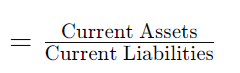 = Current Assets
Current Liabilities